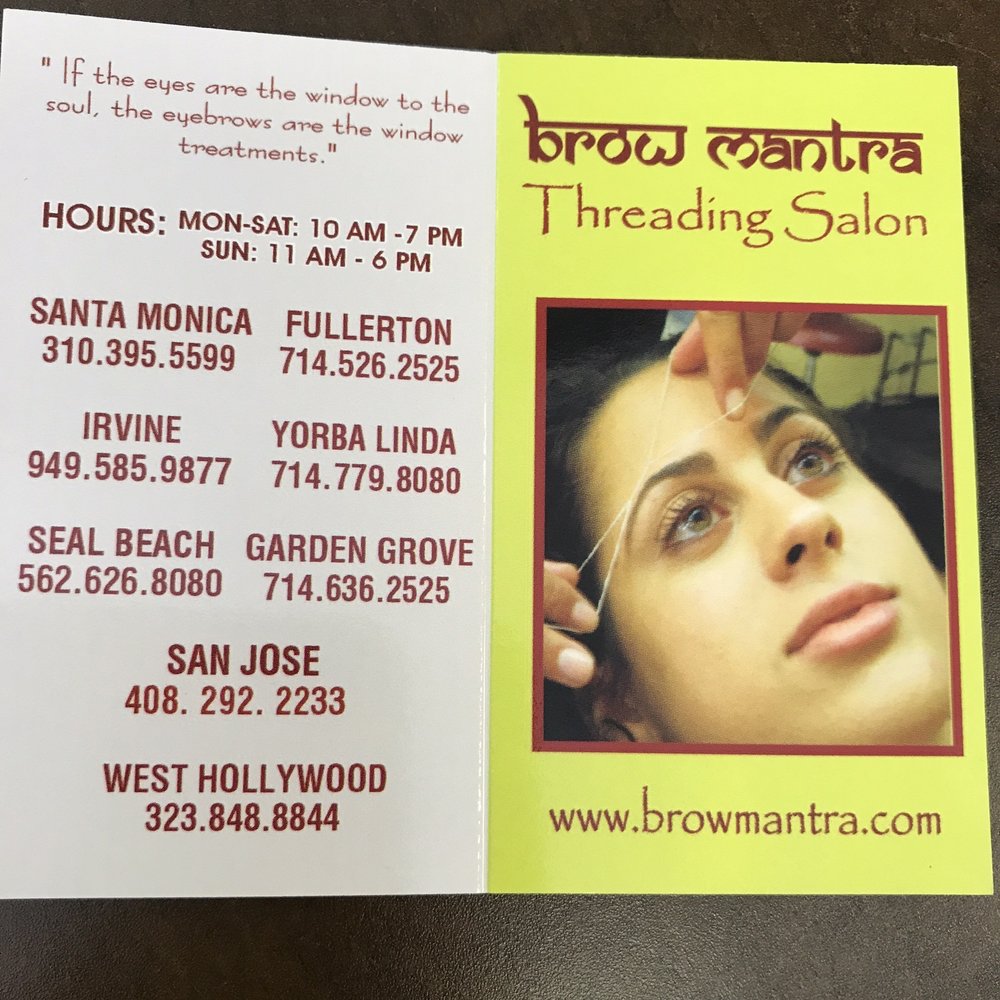 " If the eyes are the window to the
soul, the eyebrows are the window
treatments."
HOURS: MON-SAT: 10 AM -7 PM
SUN: 11 AM - 6 PM
SANTA MONICA
310.395.5599
FULLERTON
714.526.2525
IRVINE
949.585.9877
YORBA LINDA
714.779.8080
SEAL BEACH
562.626.8080
GARDEN GROVE
714.636.2525
SAN JOSE
408. 292. 2233
WEST HOLLYWOOD
323.848.8844
Brow Mantra
Threading Salon
www.browmantra.com